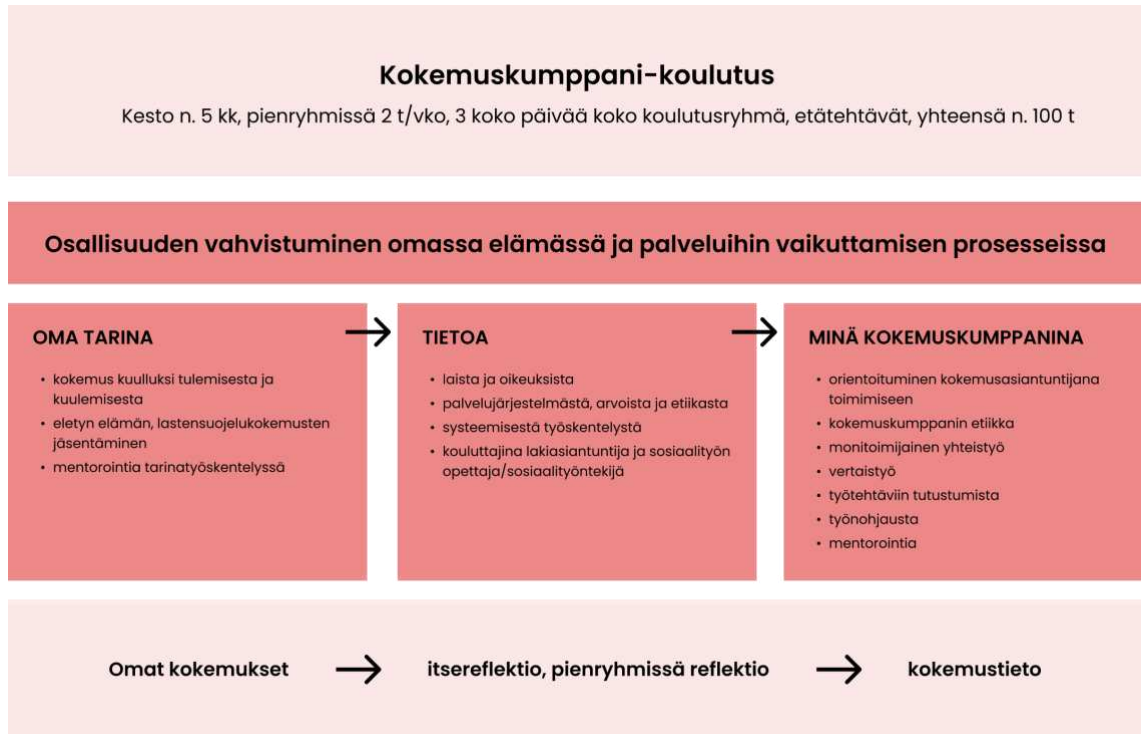 Kokemuskumppani-koulutus
Kesto n. 5 kk, pienryhmissä 2 t/vko, 3 koko päivää koko koulutusryhmä, etätehtävät, yhteensä n. 100 t
Osallisuuden vahvistuminen omassa elämässä ja palveluihin vaikuttamisen prosesseissa
OMA TARINA
• kokemus kuulluksi tulemisesta ja
kuulemisesta
• eletyn elämän, lastensuojelukokemusten
jäsentäminen
• mentorointia tarinatyöskentelyssä
TIETOA
• laista ja oikeuksista
• palvelujärjestelmästä, arvoista ja etiikasta
• systeemisestä työskentelystä
• kouluttajina lakiasiantuntija ja sosiaalityön
opettaja/sosiaalityöntekijä
MINÄ KOKEMUSKUMPPANINA
• orientoituminen kokemusasiantuntijana
toimimiseen
• kokemuskumppanin etiikka
• monitoimijainen yhteistyö
• vertaistyö
• työtehtäviin tutustumista
• työnohjausta
• mentorointia
Omat kokemukset → itsereflektio, pienryhmissä reflektio → kokemustieto